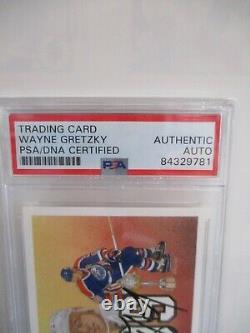 TRADING CARD
WAYNE GRETZKY
PSA/DNA CERTIFIED
AUTHENTIC
AUTO
84329781
PSA